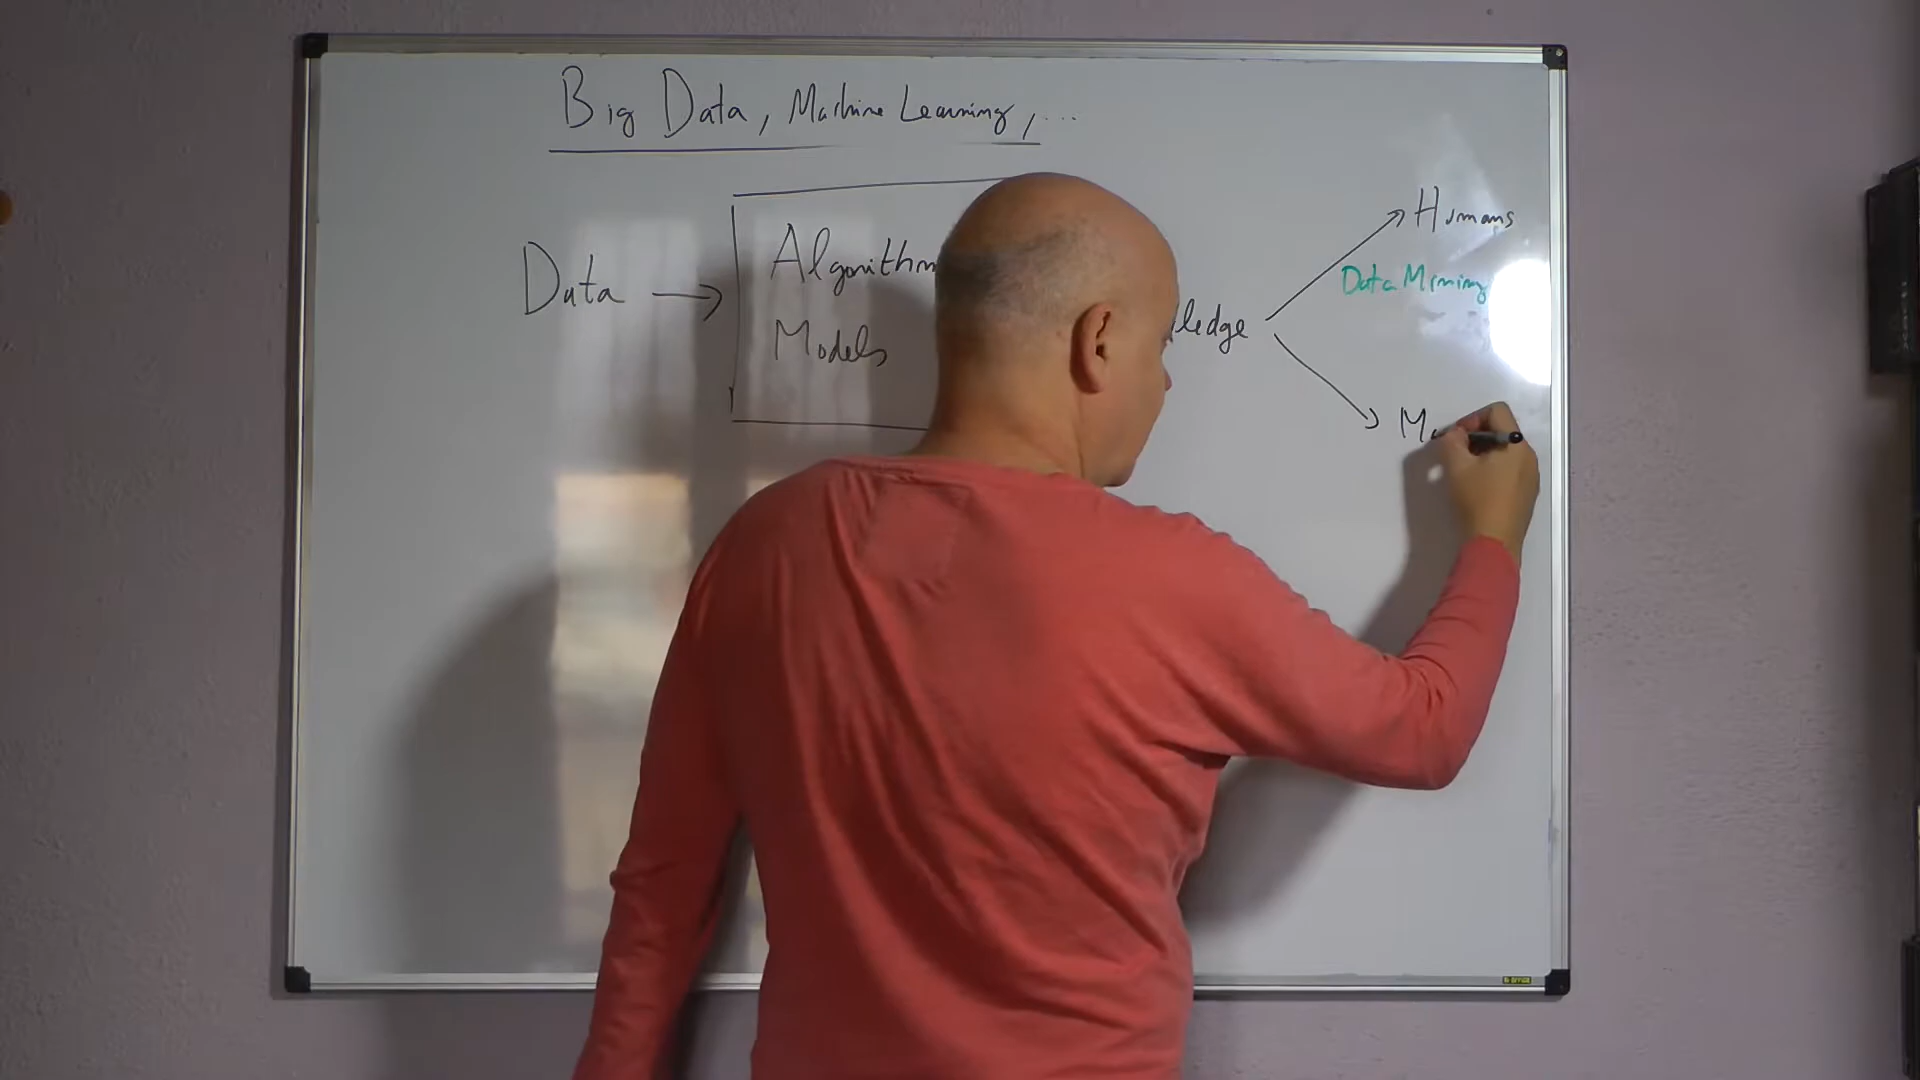 Big Data, Machine Learning, ...
Data → Algorithm
Models
ledge
Humans
Data Mining
M